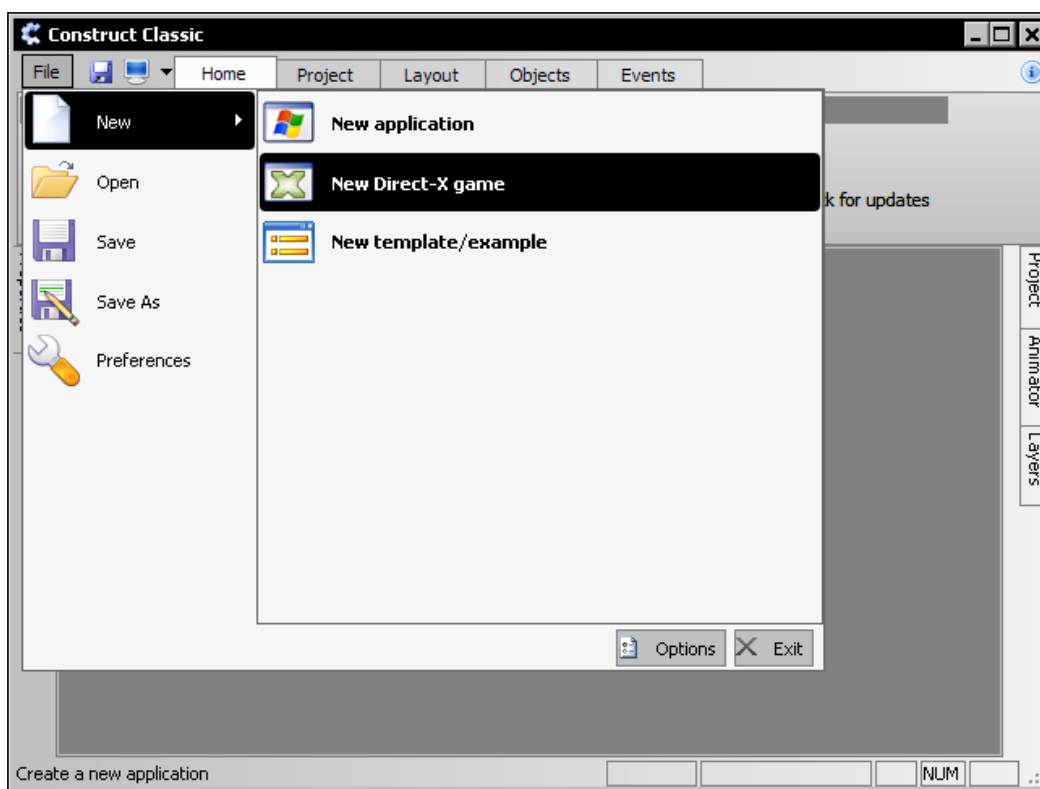 Construct Classic
File
Home
Project
Layout
Objects
Events
New
Open
Save
Save As
Preferences
New application
New Direct-X game
New template/example
k for updates
Project
Animator
Layers
Options
Exit
Create a new application
NUM